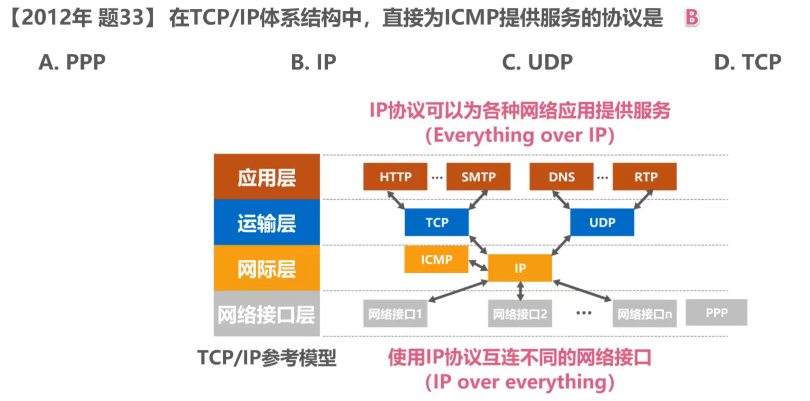 【2012年 题33】 在TCP/IP体系结构中，直接为ICMP提供服务的协议是 B
A. PPP B. IP C. UDP D. TCP
IP协议可以为各种网络应用提供服务
（Everything over IP）
应用层 HTTP ··· SMTP DNS ··· RTP
运输层 TCP UDP
网际层 ICMP IP
网络接口层 网络接口1 网络接口2 ··· 网络接口n PPP
TCP/IP参考模型 使用IP协议互连不同的网络接口
（IP over everything）